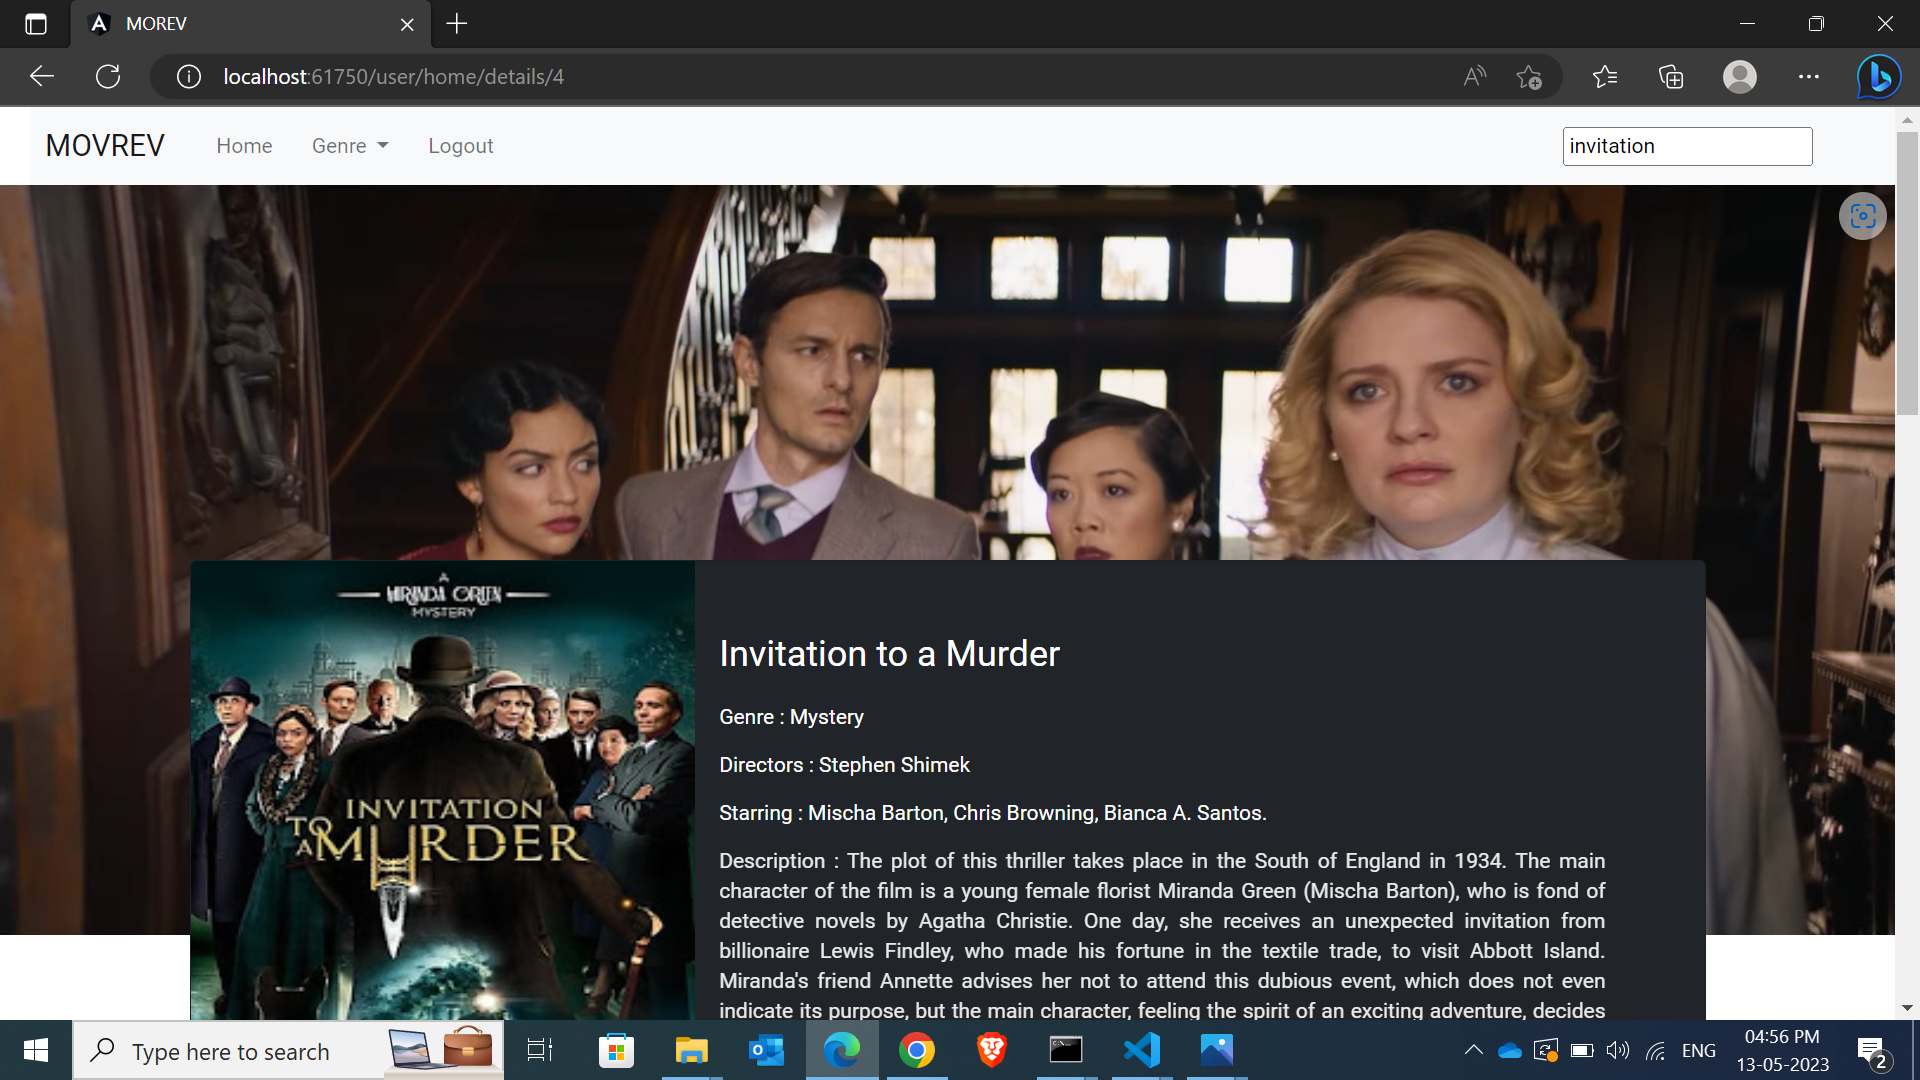 MOREV
localhost:61750/user/home/details/4
MOVREV
Home
Genre
Logout
invitation
A
MIRANDA GREEN
MYSTERY
INVITATION
TO A MURDER
Invitation to a Murder
Genre : Mystery
Directors : Stephen Shimek
Starring : Mischa Barton, Chris Browning, Bianca A. Santos.
Description : The plot of this thriller takes place in the South of England in 1934. The main
character of the film is a young female florist Miranda Green (Mischa Barton), who is fond of
detective novels by Agatha Christie. One day, she receives an unexpected invitation from
billionaire Lewis Findley, who made his fortune in the textile trade, to visit Abbott Island.
Miranda's friend Annette advises her not to attend this dubious event, which does not even
indicate its purpose, but the main character, feeling the spirit of an exciting adventure, decides
Type here to search
ENG
04:56 PM
13-05-2023
2